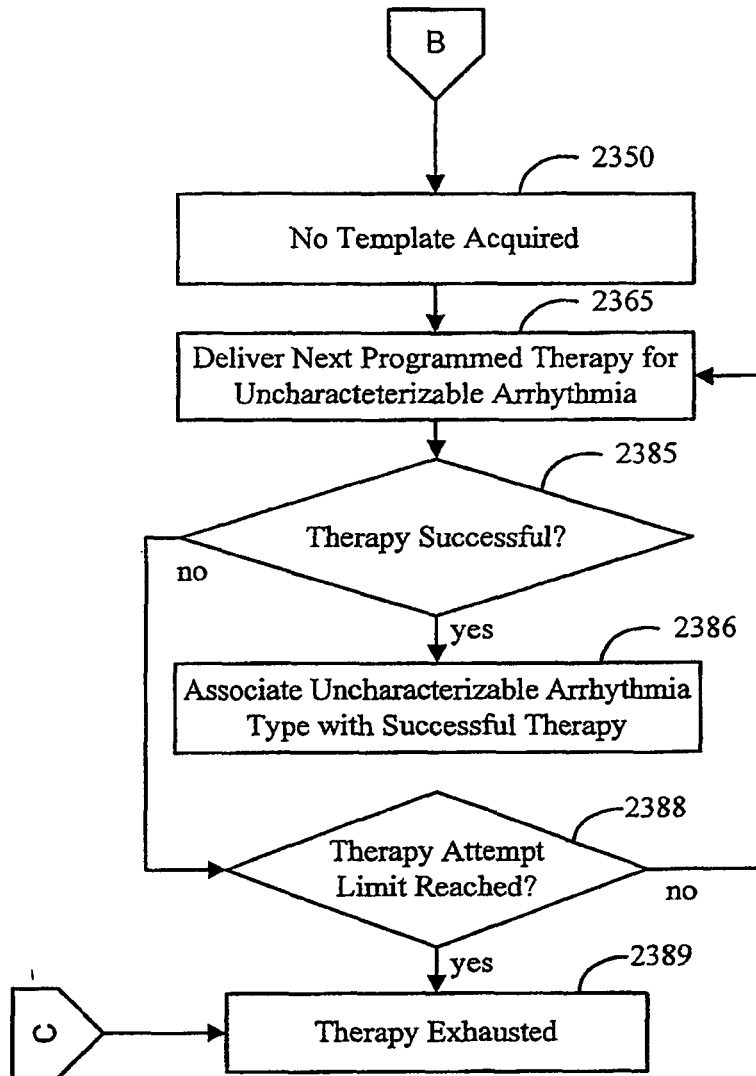 B
2350
No Template Acquired
2365
Deliver Next Programmed Therapy for
Uncharacteterizable Arrhythmia
2385
Therapy Successful?
no
yes
2386
Associate Uncharacterizable Arrhythmia
Type with Successful Therapy
2388
Therapy Attempt
Limit Reached?
no
yes
2389
C
Therapy Exhausted